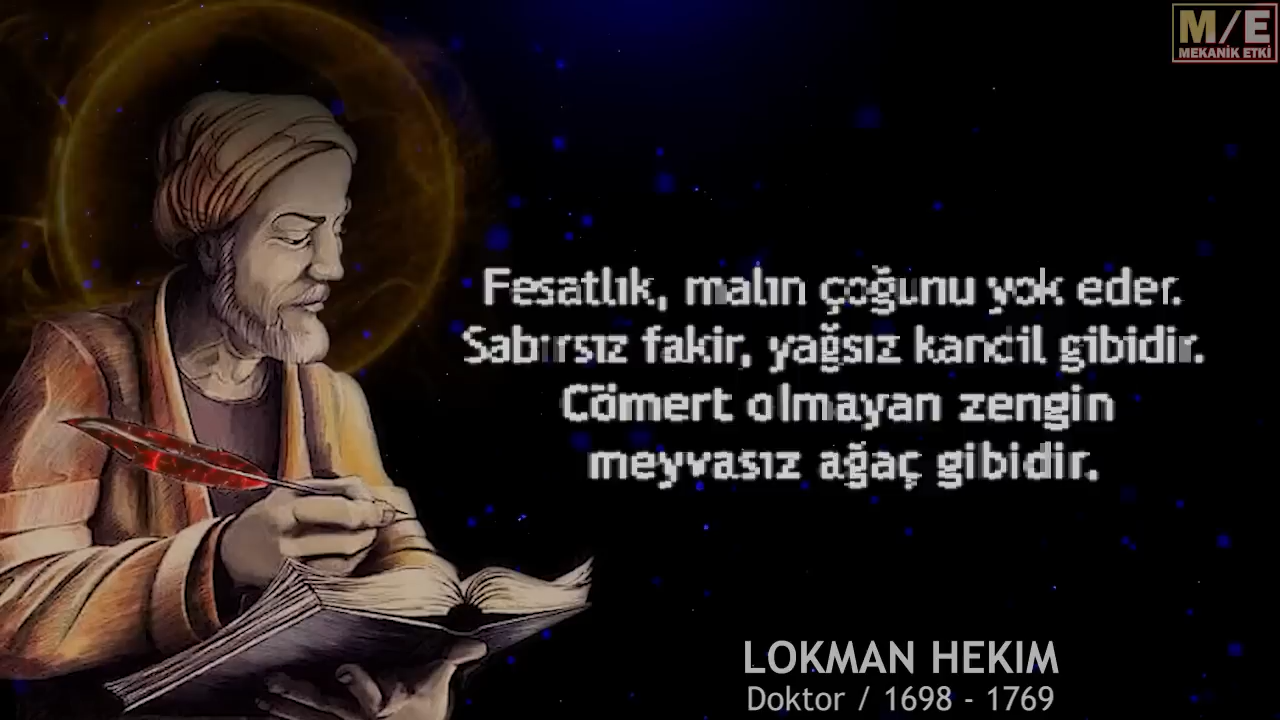 M/E
MEKANİK ETKİ
Fesatlık, malın çoğunu yok eder.
Sabırsız fakir, yağsız kandil gibidir.
Cömert olmayan zengin
meyvasız ağaç gibidir.
LOKMAN HEKIM
Doktor / 1698 - 1769